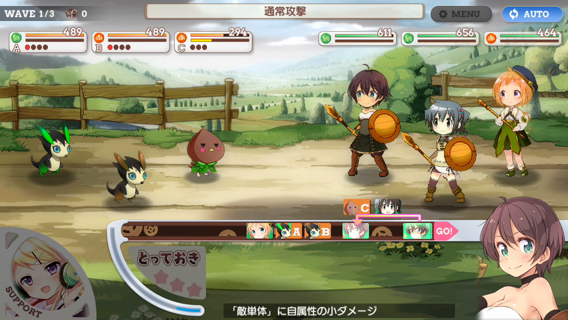 WAVE 1/3
0
通常攻撃
MENU
AUTO
489
A
489
B
294
C
611
656
464
C
A
B
GO!
とっておき
SUPPORT
「敵単体」に自属性の小ダメージ